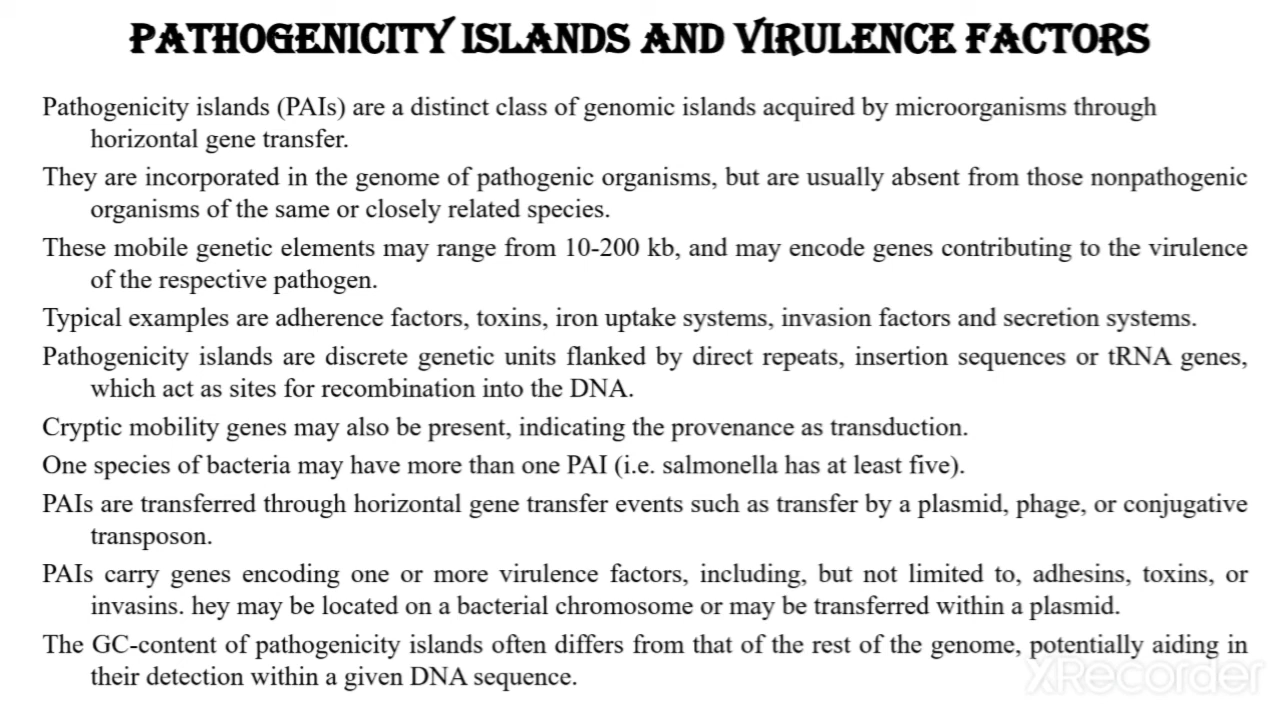 PATHOGENICITY ISLANDS AND VIRULENCE FACTORS
Pathogenicity islands (PAIs) are a distinct class of genomic islands acquired by microorganisms through
horizontal gene transfer.
They are incorporated in the genome of pathogenic organisms, but are usually absent from those nonpathogenic
organisms of the same or closely related species.
These mobile genetic elements may range from 10-200 kb, and may encode genes contributing to the virulence
of the respective pathogen.
Typical examples are adherence factors, toxins, iron uptake systems, invasion factors and secretion systems.
Pathogenicity islands are discrete genetic units flanked by direct repeats, insertion sequences or tRNA genes,
which act as sites for recombination into the DNA.
Cryptic mobility genes may also be present, indicating the provenance as transduction.
One species of bacteria may have more than one PAI (i.e. salmonella has at least five).
PAIs are transferred through horizontal gene transfer events such as transfer by a plasmid, phage, or conjugative
transposon.
PAIs carry genes encoding one or more virulence factors, including, but not limited to, adhesins, toxins, or
invasins. hey may be located on a bacterial chromosome or may be transferred within a plasmid.
The GC-content of pathogenicity islands often differs from that of the rest of the genome, potentially aiding in
their detection within a given DNA sequence.
XRecorder